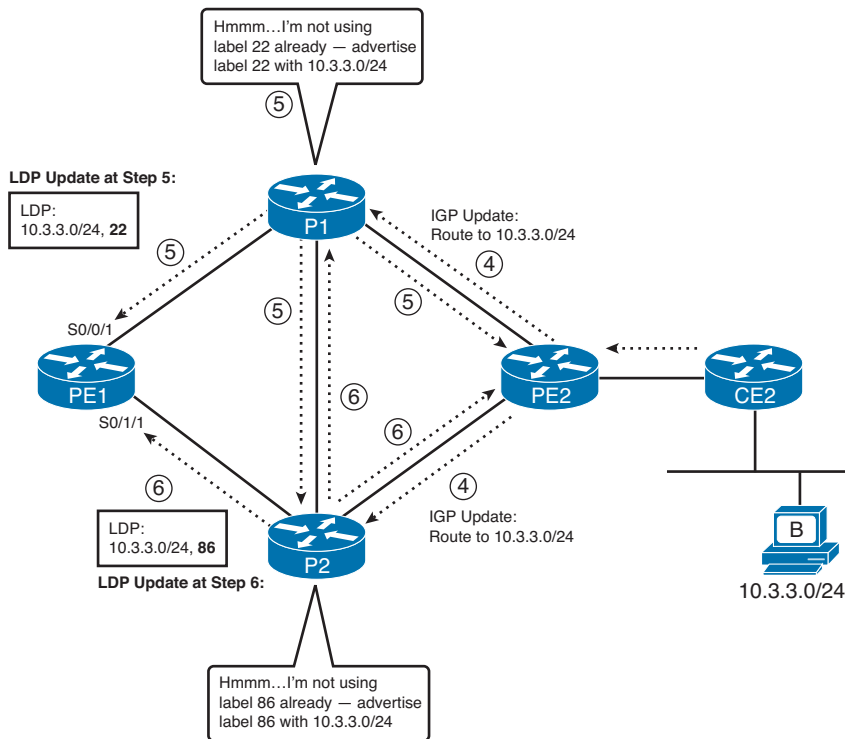 Hmmm…I'm not using
label 22 already — advertise
label 22 with 10.3.3.0/24
5
LDP Update at Step 5:
LDP:
10.3.3.0/24, 22
P1
IGP Update:
Route to 10.3.3.0/24
5
4
5
5
S0/0/1
PE1
PE2
CE2
S0/1/1
6
6
6
4
LDP:
10.3.3.0/24, 86
LDP Update at Step 6:
P2
IGP Update:
Route to 10.3.3.0/24
B
10.3.3.0/24
Hmmm…I'm not using
label 86 already — advertise
label 86 with 10.3.3.0/24